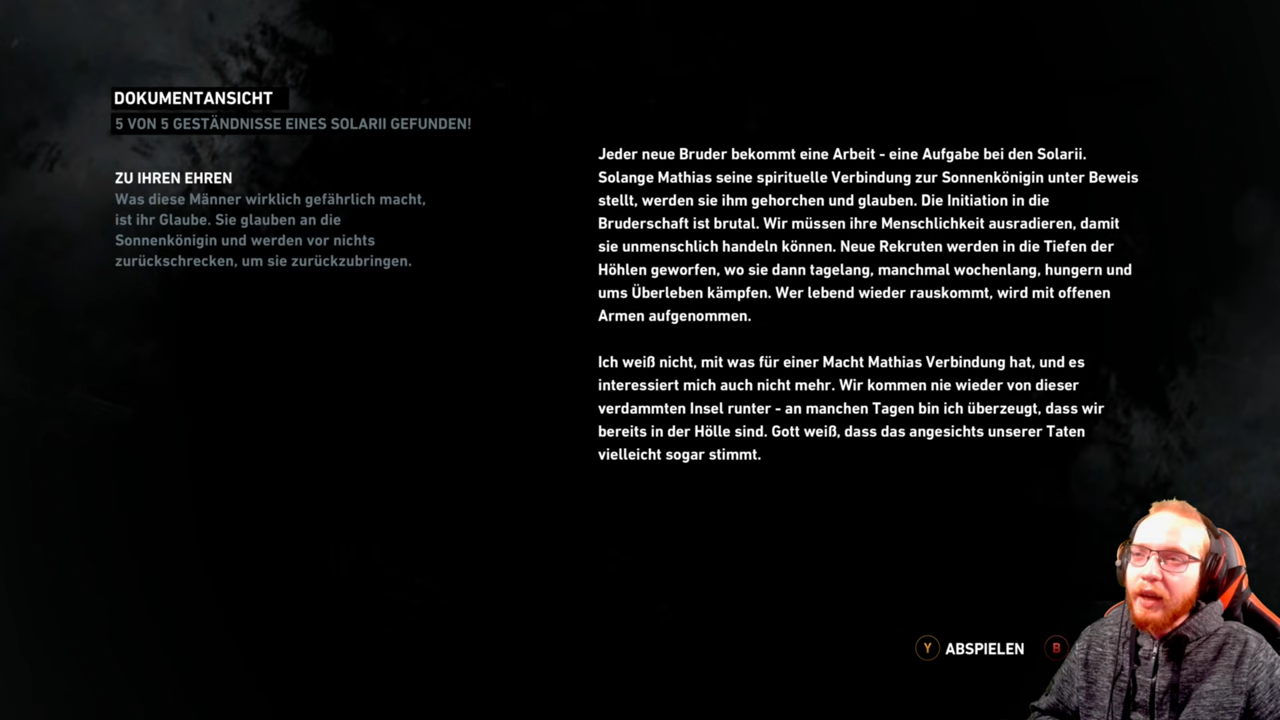 DOKUMENTANSICHT
5 VON 5 GESTÄNDNISSE EINES SOLARII GEFUNDEN!
ZU IHREN EHREN
Was diese Männer wirklich gefährlich macht,
ist ihr Glaube. Sie glauben an die
Sonnenkönigin und werden vor nichts
zurückschrecken, um sie zurückzubringen.
Jeder neue Bruder bekommt eine Arbeit - eine Aufgabe bei den Solarii.
Solange Mathias seine spirituelle Verbindung zur Sonnenkönigin unter Beweis
stellt, werden sie ihm gehorchen und glauben. Die Initiation in die
Bruderschaft ist brutal. Wir müssen ihre Menschlichkeit ausradieren, damit
sie unmenschlich handeln können. Neue Rekruten werden in die Tiefen der
Höhlen geworfen, wo sie dann tagelang, manchmal wochenlang, hungern und
ums Überleben kämpfen. Wer lebend wieder rauskommt, wird mit offenen
Armen aufgenommen.
Ich weiß nicht, mit was für einer Macht Mathias Verbindung hat, und es
interessiert mich auch nicht mehr. Wir kommen nie wieder von dieser
verdammten Insel runter - an manchen Tagen bin ich überzeugt, dass wir
bereits in der Hölle sind. Gott weiß, dass das angesichts unserer Taten
vielleicht sogar stimmt.
Y ABSPIELEN B